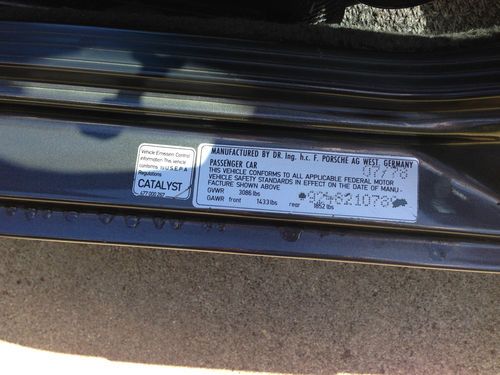 Vehicle Emission Control
Information This vehicle
conforms to U S E P A
Regulations
CATALYST
MANUFACTURED BY DR. Ing. h.c. F. PORSCHE AG WEST. GERMANY
PASSENGER CAR 07/78
THIS VEHICLE CONFORMS TO ALL APPLICABLE FEDERAL MOTOR
VEHICLE SAFETY STANDARDS IN EFFECT ON THE DATE OF MANU-
FACTURE SHOWN ABOVE
GVWR 3086 lbs
GAWR front 1433 lbs rear 1852 lbs